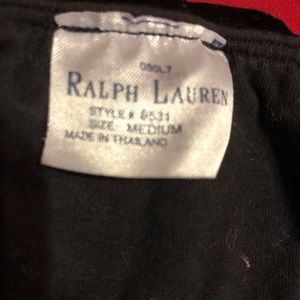 RALPH LAUREN
STYLE# 8531
SIZE: MEDIUM
MADE IN THAILAND